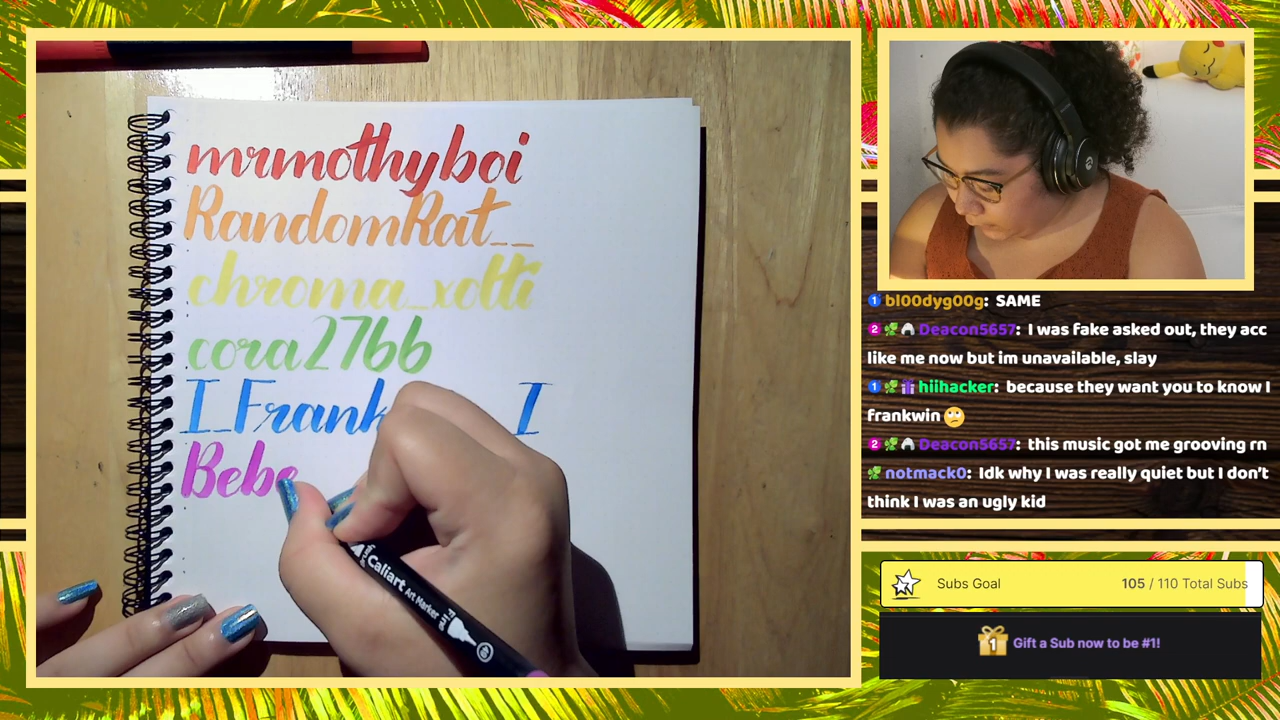 mrmothyboi
RandomRat__
chroma_xotti
cora2766
I_Frank I
Bebe
Caliart
Art Marker
bl00dyg00g: SAME
Deacon5657: I was fake asked out, they acc
like me now but im unavailable, slay
hiihacker: because they want you to know I
frankwin 🙄
Deacon5657: this music got me grooving rn
notmack0: Idk why I was really quiet but I don't
think I was an ugly kid
Subs Goal 105 / 110 Total Subs
1 Gift a Sub now to be #1!